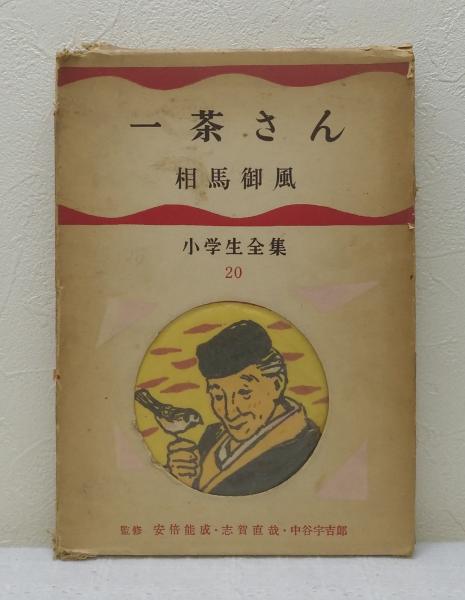 一茶さん
相馬御風
小学生全集
20
監修 安倍能成・志賀直哉・中谷宇吉郎